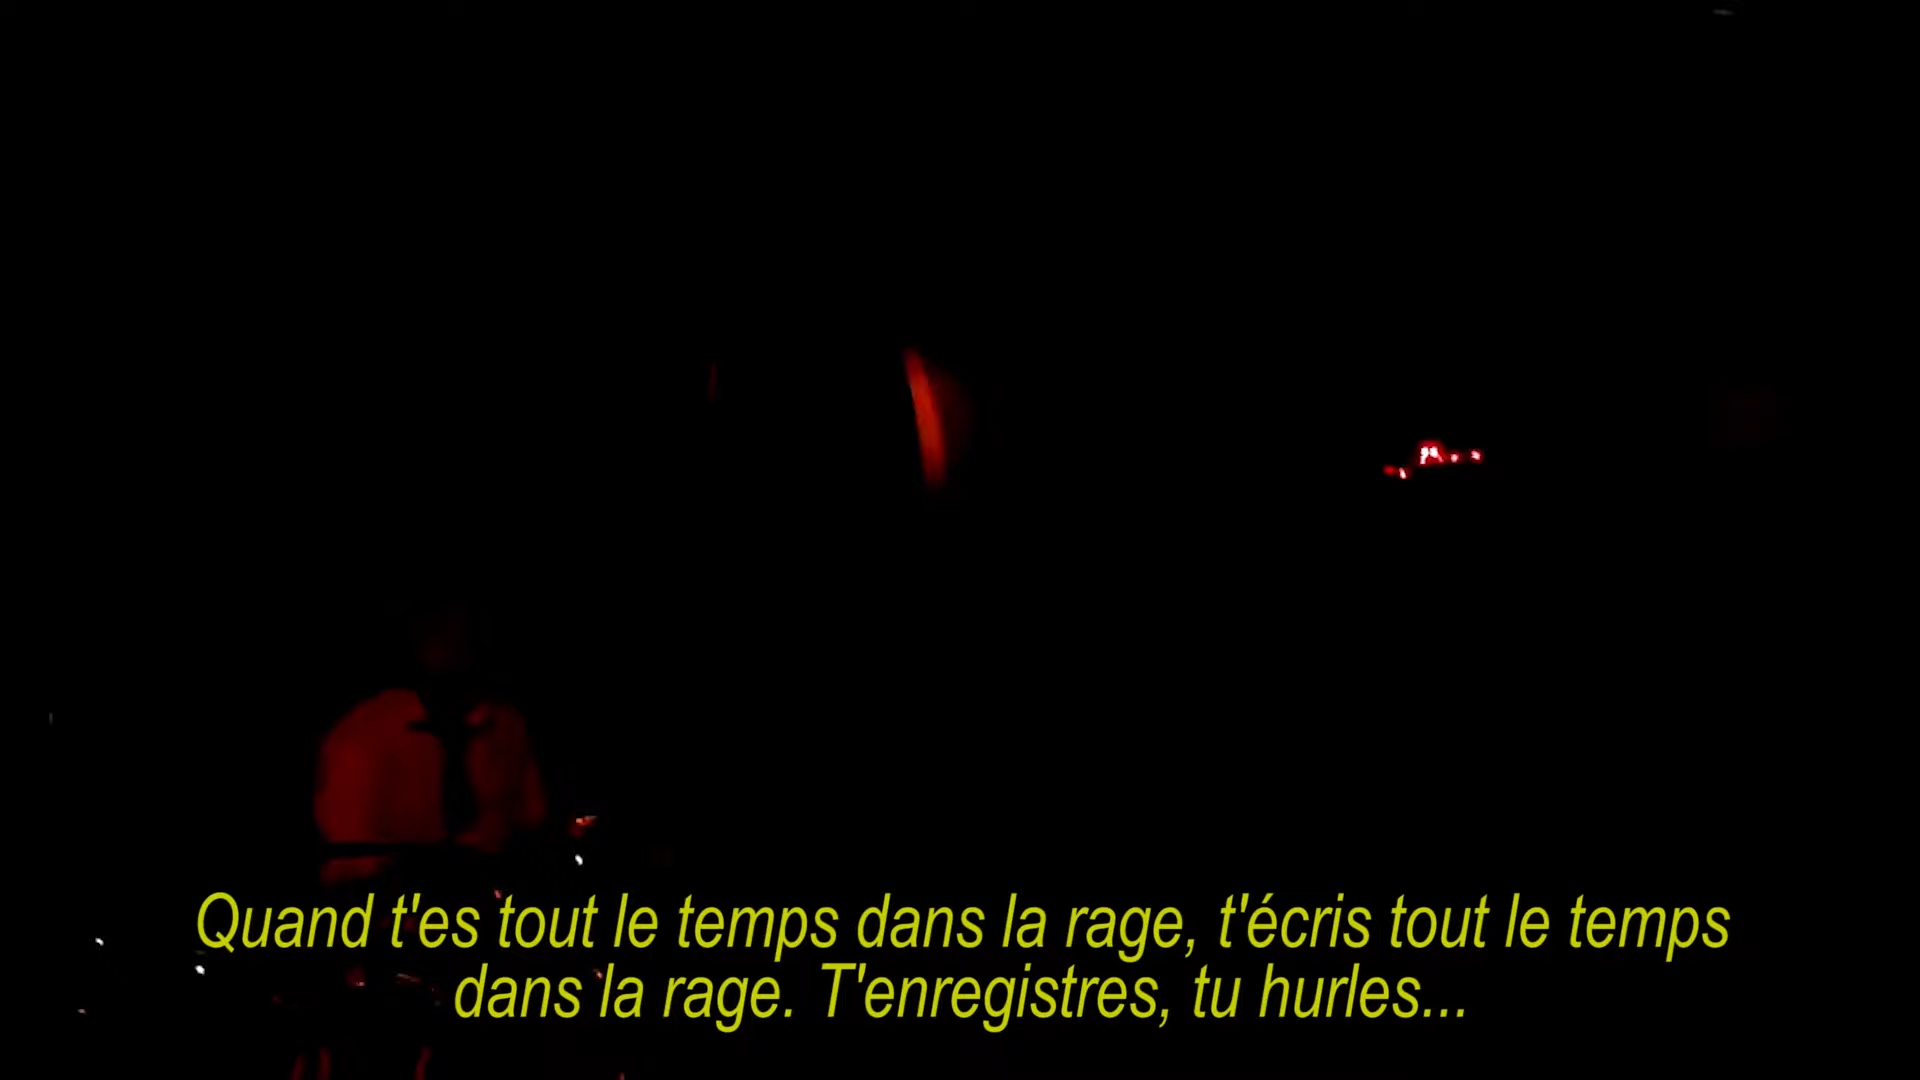 Quand t'es tout le temps dans la rage, t'écris tout le temps
dans la rage. T'enregistres, tu hurles...